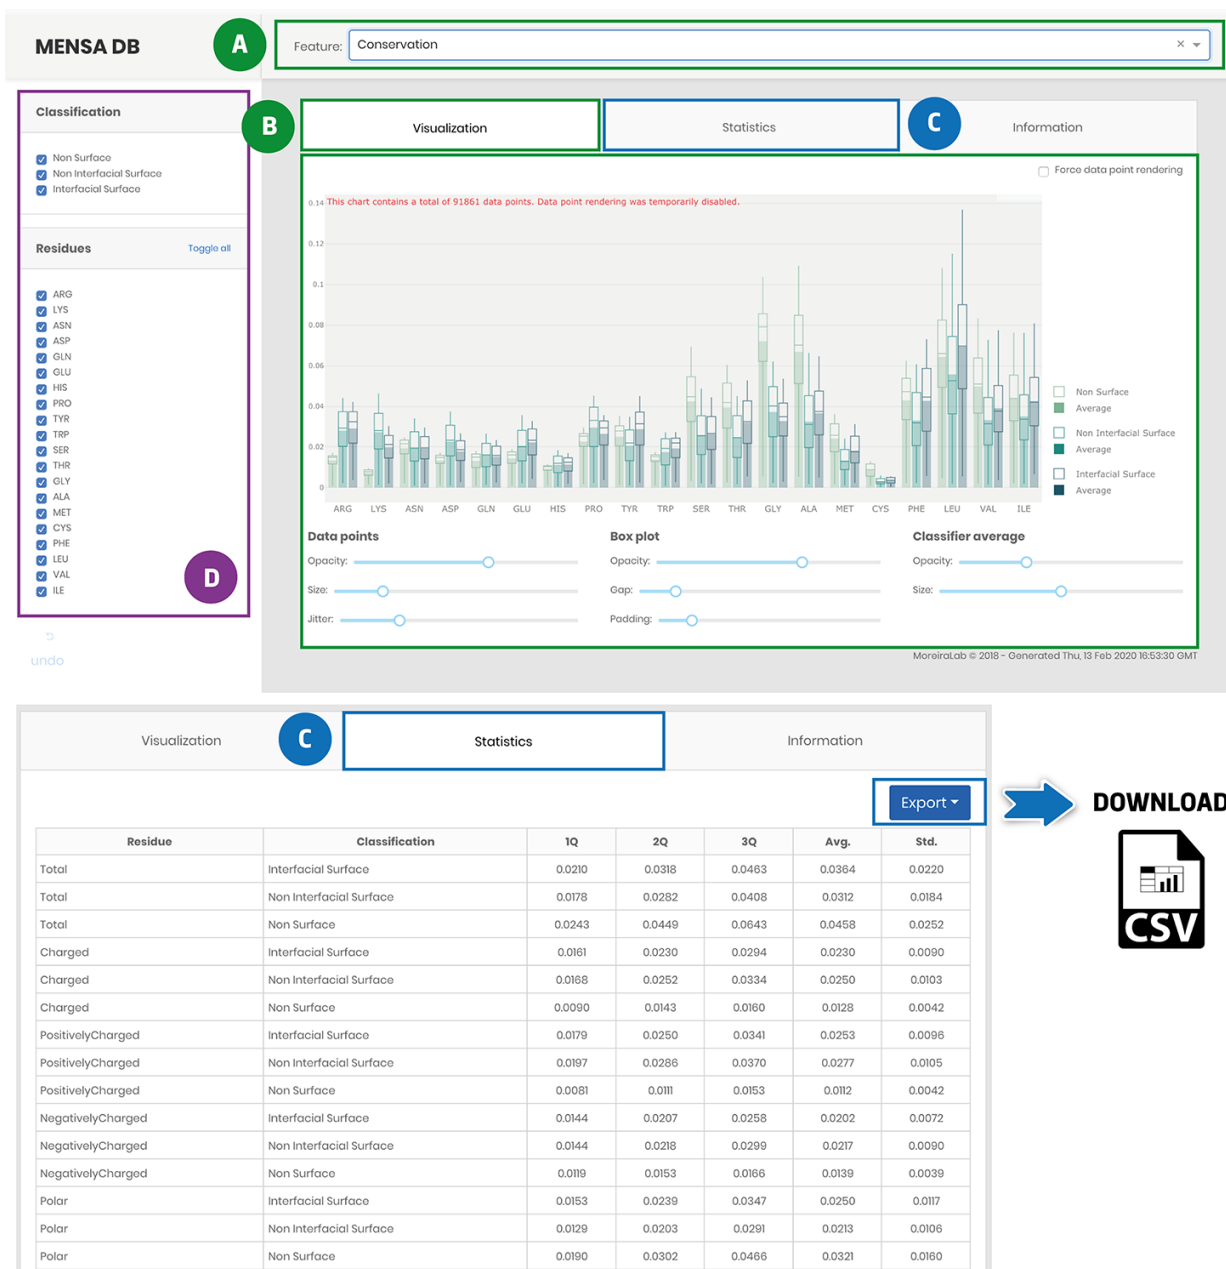 MENSA DB
A
Feature: Conservation
Classification
Non Surface
Non Interfacial Surface
Interfacial Surface
Residues Toggle all
ARG
LYS
ASN
ASP
GLN
GLU
HIS
PRO
TYR
TRP
SER
THR
GLY
ALA
MET
CYS
PHE
LEU
VAL
ILE
D
undo
B
Visualization Statistics C Information
Force data point rendering
This chart contains a total of 91861 data points. Data point rendering was temporarily disabled.
0.14
0.12
0.1
0.08
0.06
0.04
0.02
0
ARG LYS ASN ASP GLN GLU HIS PRO TYR TRP SER THR GLY ALA MET CYS PHE LEU VAL ILE
Non Surface
Average
Non Interfacial Surface
Average
Interfacial Surface
Average
Data points Box plot Classifier average
Opacity: Opacity: Opacity:
Size: Gap: Size:
Jitter: Padding:
MoreiraLab © 2018 - Generated Thu, 13 Feb 2020 16:53:30 GMT
Visualization C Statistics Information
Export
DOWNLOAD
CSV
Residue Classification 1Q 2Q 3Q Avg. Std.
Total Interfacial Surface 0.0210 0.0318 0.0463 0.0364 0.0220
Total Non Interfacial Surface 0.0178 0.0282 0.0408 0.0312 0.0184
Total Non Surface 0.0243 0.0449 0.0643 0.0458 0.0252
Charged Interfacial Surface 0.0161 0.0230 0.0294 0.0230 0.0090
Charged Non Interfacial Surface 0.0168 0.0252 0.0334 0.0250 0.0103
Charged Non Surface 0.0090 0.0143 0.0160 0.0128 0.0042
PositivelyCharged Interfacial Surface 0.0179 0.0250 0.0341 0.0253 0.0096
PositivelyCharged Non Interfacial Surface 0.0197 0.0286 0.0370 0.0277 0.0105
PositivelyCharged Non Surface 0.0081 0.0111 0.0153 0.0112 0.0042
NegativelyCharged Interfacial Surface 0.0144 0.0207 0.0258 0.0202 0.0072
NegativelyCharged Non Interfacial Surface 0.0144 0.0218 0.0299 0.0217 0.0090
NegativelyCharged Non Surface 0.0119 0.0153 0.0166 0.0139 0.0039
Polar Interfacial Surface 0.0153 0.0239 0.0347 0.0250 0.0117
Polar Non Interfacial Surface 0.0129 0.0203 0.0291 0.0213 0.0106
Polar Non Surface 0.0190 0.0302 0.0466 0.0321 0.0160